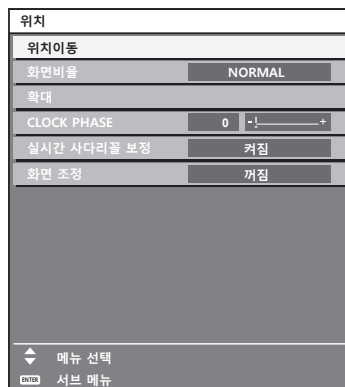 위치
위치이동
화면비율 NORMAL
확대
CLOCK PHASE 0 - +
실시간 사다리꼴 보정 켜짐
화면 조정 꺼짐
메뉴 선택
ENTER 서브 메뉴